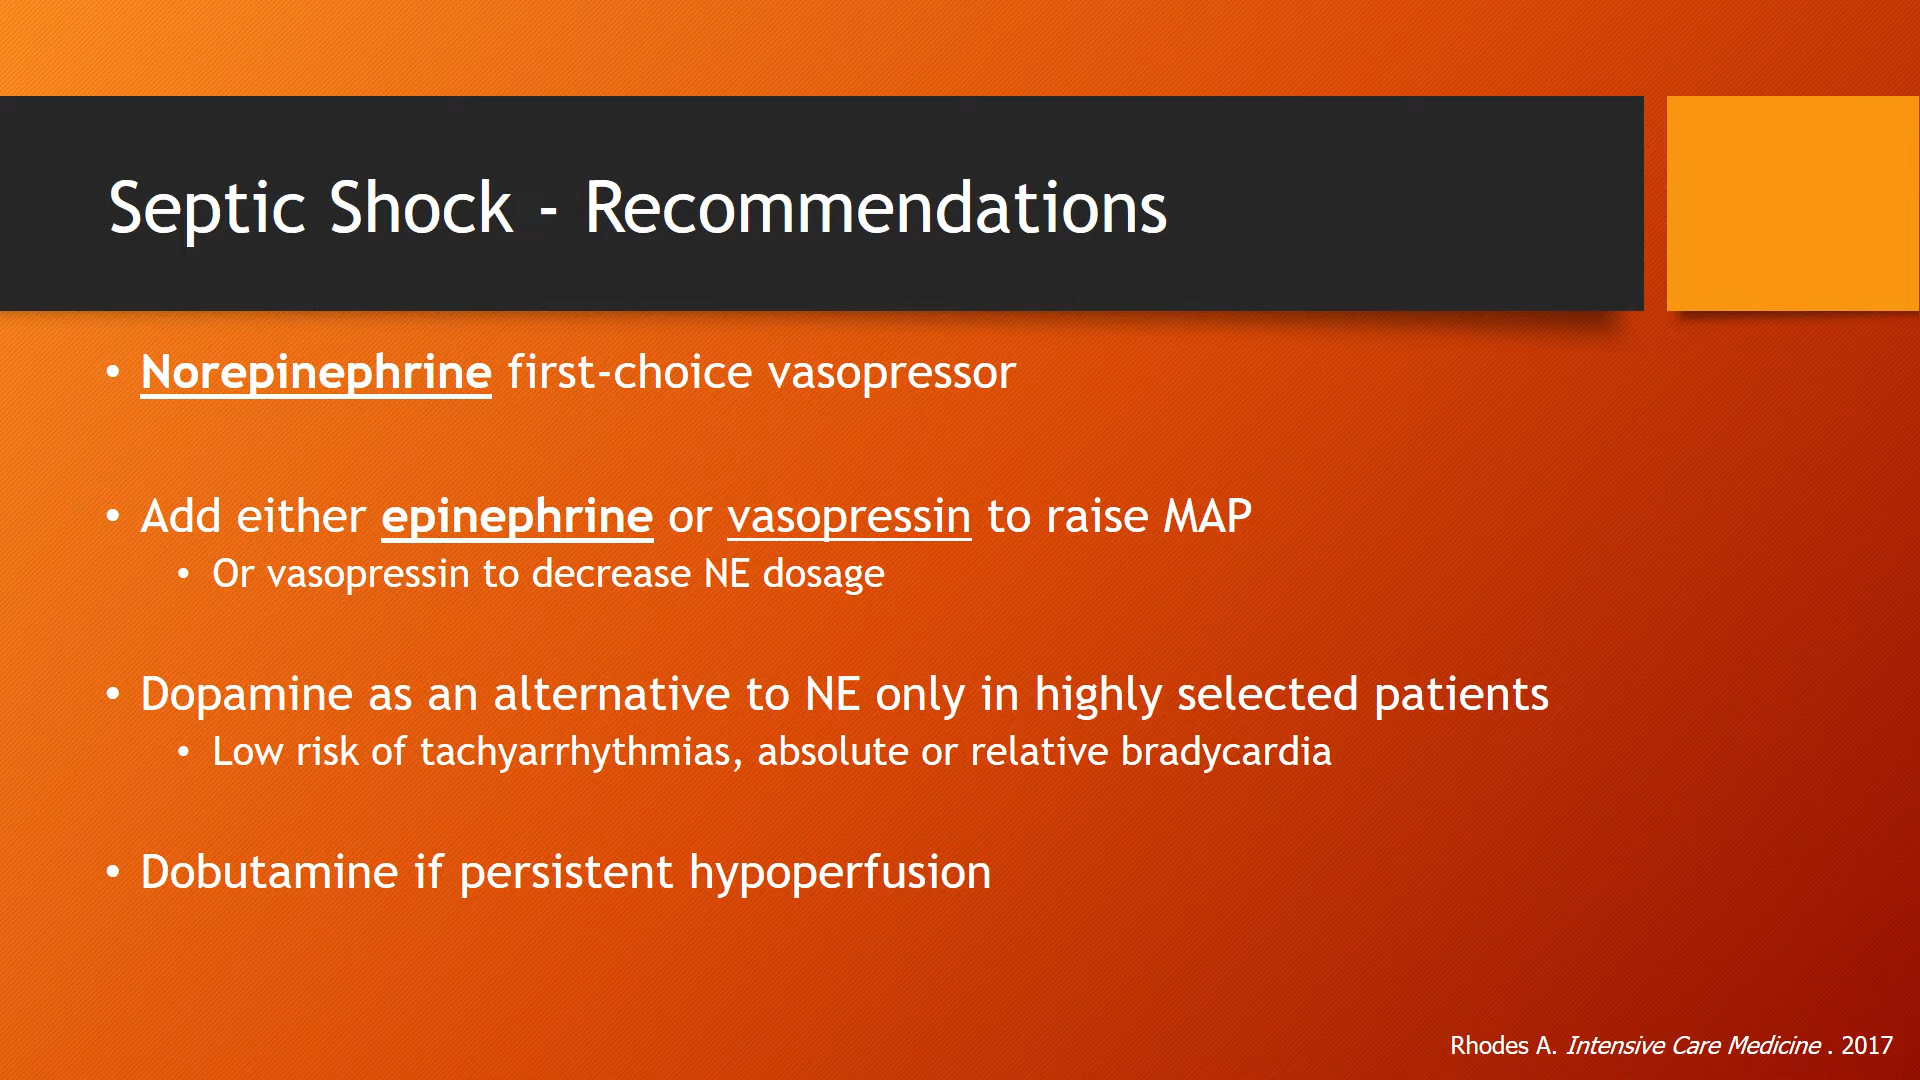 Septic Shock - Recommendations
• Norepinephrine first-choice vasopressor
• Add either epinephrine or vasopressin to raise MAP
• Or vasopressin to decrease NE dosage
• Dopamine as an alternative to NE only in highly selected patients
• Low risk of tachyarrhythmias, absolute or relative bradycardia
• Dobutamine if persistent hypoperfusion
Rhodes A. Intensive Care Medicine . 2017